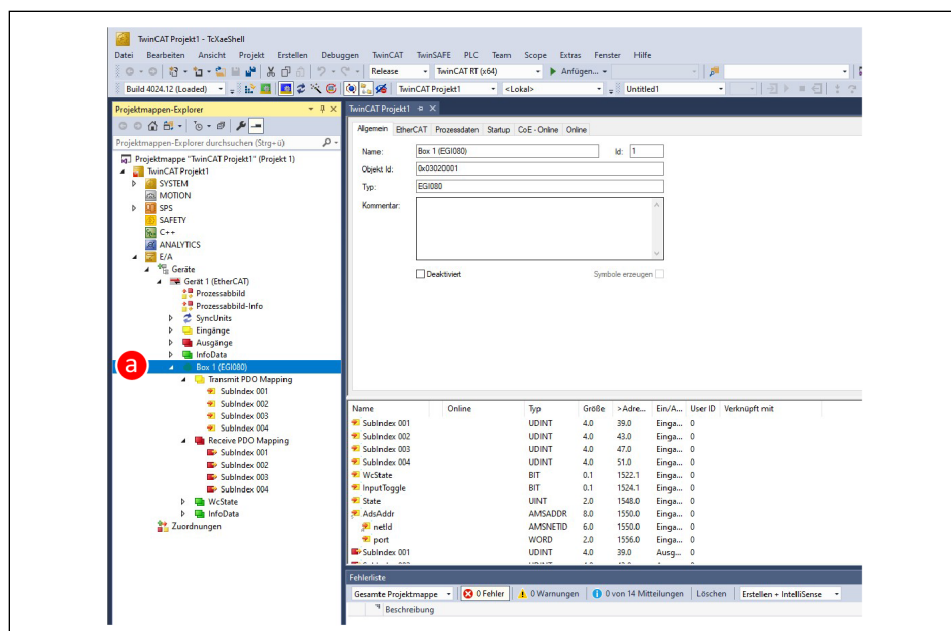 TwinCAT Projekt1 - TcXaeShell
Datei Bearbeiten Ansicht Projekt Erstellen Debuggen TwinCAT TwinSAFE PLC Team Scope Extras Fenster Hilfe
Release TwinCAT RT (x64) Anfügen...
Build 4024.12 (Loaded) TwinCAT Projekt1 <Lokal> Untitled1
Projektmappen-Explorer
Projektmappen-Explorer durchsuchen (Strg+ü)
Projektmappe "TwinCAT Projekt1" (Projekt 1)
TwinCAT Projekt1
SYSTEM
MOTION
SPS
SAFETY
C++
ANALYTICS
E/A
Geräte
Gerät 1 (EtherCAT)
Prozessabbild
Prozessabbild-Info
SyncUnits
Eingänge
Ausgänge
InfoData
a
Box 1 (EGI080)
Transmit PDO Mapping
SubIndex 001
SubIndex 002
SubIndex 003
SubIndex 004
Receive PDO Mapping
SubIndex 001
SubIndex 002
SubIndex 003
SubIndex 004
WcState
InfoData
Zuordnungen
TwinCAT Projekt1
Allgemein EtherCAT Prozessdaten Startup CoE - Online Online
Name: Box 1 (EGI080) Id: 1
Objekt Id: 0x03020001
Typ: EGI080
Kommentar:
Deaktiviert Symbole erzeugen
Name Online Typ Größe >Adre... Ein/A... User ID Verknüpft mit
SubIndex 001 UDINT 4.0 39.0 Einga... 0
SubIndex 002 UDINT 4.0 43.0 Einga... 0
SubIndex 003 UDINT 4.0 47.0 Einga... 0
SubIndex 004 UDINT 4.0 51.0 Einga... 0
WcState BIT 0.1 1522.1 Einga... 0
InputToggle BIT 0.1 1524.1 Einga... 0
State UINT 2.0 1548.0 Einga... 0
AdsAddr AMSADDR 8.0 1550.0 Einga... 0
netId AMSNETID 6.0 1550.0 Einga... 0
port WORD 2.0 1556.0 Einga... 0
SubIndex 001 UDINT 4.0 39.0 Ausg... 0
Fehlerliste
Gesamte Projektmappe 0 Fehler 0 Warnungen 0 von 14 Mitteilungen Löschen Erstellen + IntelliSense
Beschreibung